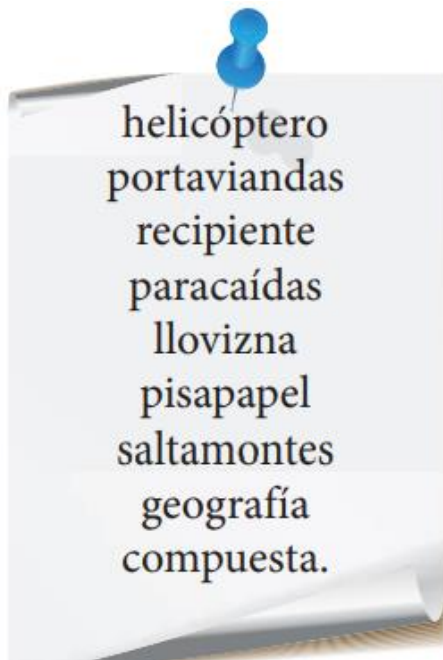 helicóptero
portaviandas
recipiente
paracaídas
llovizna
pisapapel
saltamontes
geografía
compuesta.